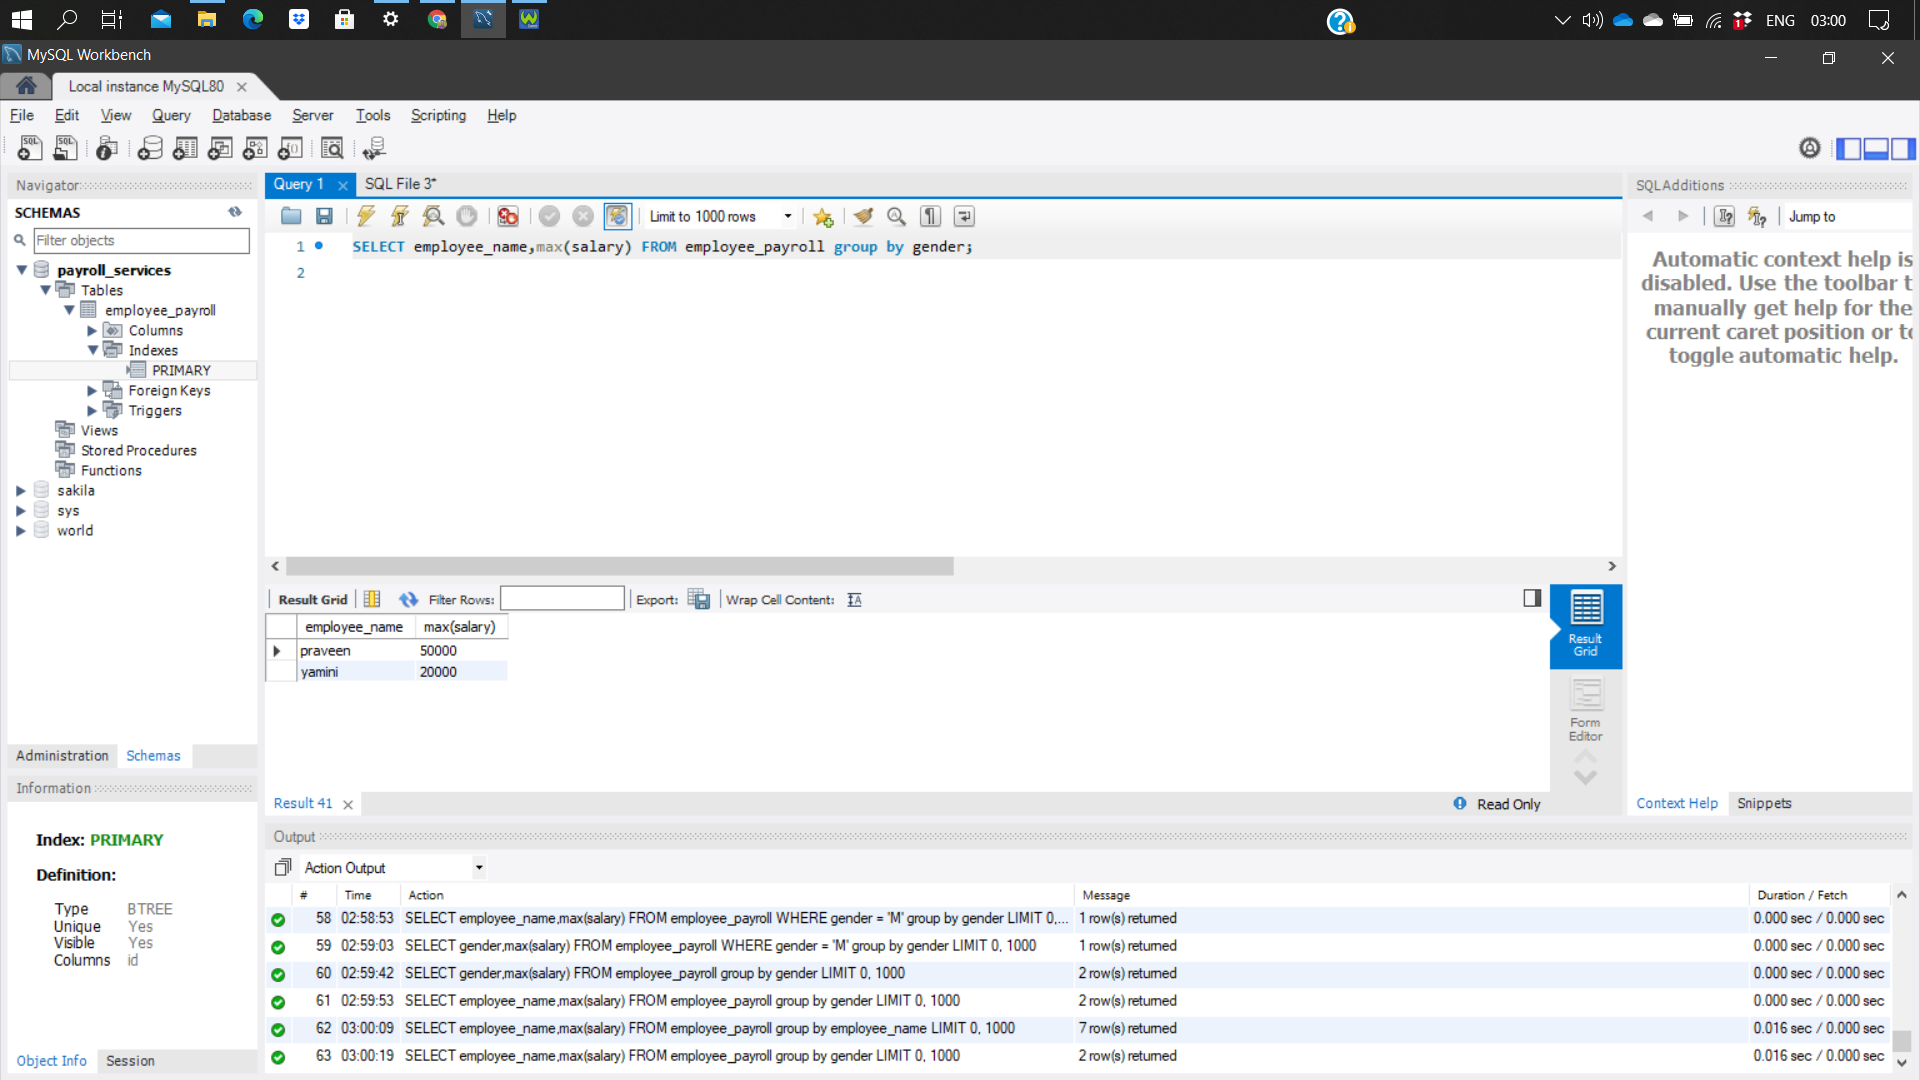 ENG 03:00
MySQL Workbench
Local instance MySQL80
File Edit View Query Database Server Tools Scripting Help
Navigator
SCHEMAS
Filter objects
payroll_services
Tables
employee_payroll
Columns
Indexes
PRIMARY
Foreign Keys
Triggers
Views
Stored Procedures
Functions
sakila
sys
world
Administration Schemas
Information
Index: PRIMARY
Definition:
Type BTREE
Unique Yes
Visible Yes
Columns id
Object Info Session
Query 1 SQL File 3*
Limit to 1000 rows
1 SELECT employee_name,max(salary) FROM employee_payroll group by gender;
2
Result Grid Filter Rows: Export: Wrap Cell Content:
employee_name max(salary)
praveen 50000
yamini 20000
Result Grid
Form Editor
Result 41 Read Only
SQLAdditions
Jump to
Automatic context help is
disabled. Use the toolbar t
manually get help for the
current caret position or to
toggle automatic help.
Context Help Snippets
Output
Action Output
# Time Action Message Duration / Fetch
58 02:58:53 SELECT employee_name,max(salary) FROM employee_payroll WHERE gender = 'M' group by gender LIMIT 0,... 1 row(s) returned 0.000 sec / 0.000 sec
59 02:59:03 SELECT gender,max(salary) FROM employee_payroll WHERE gender = 'M' group by gender LIMIT 0, 1000 1 row(s) returned 0.000 sec / 0.000 sec
60 02:59:42 SELECT gender,max(salary) FROM employee_payroll group by gender LIMIT 0, 1000 2 row(s) returned 0.000 sec / 0.000 sec
61 02:59:53 SELECT employee_name,max(salary) FROM employee_payroll group by gender LIMIT 0, 1000 2 row(s) returned 0.000 sec / 0.000 sec
62 03:00:09 SELECT employee_name,max(salary) FROM employee_payroll group by employee_name LIMIT 0, 1000 7 row(s) returned 0.016 sec / 0.000 sec
63 03:00:19 SELECT employee_name,max(salary) FROM employee_payroll group by gender LIMIT 0, 1000 2 row(s) returned 0.016 sec / 0.000 sec